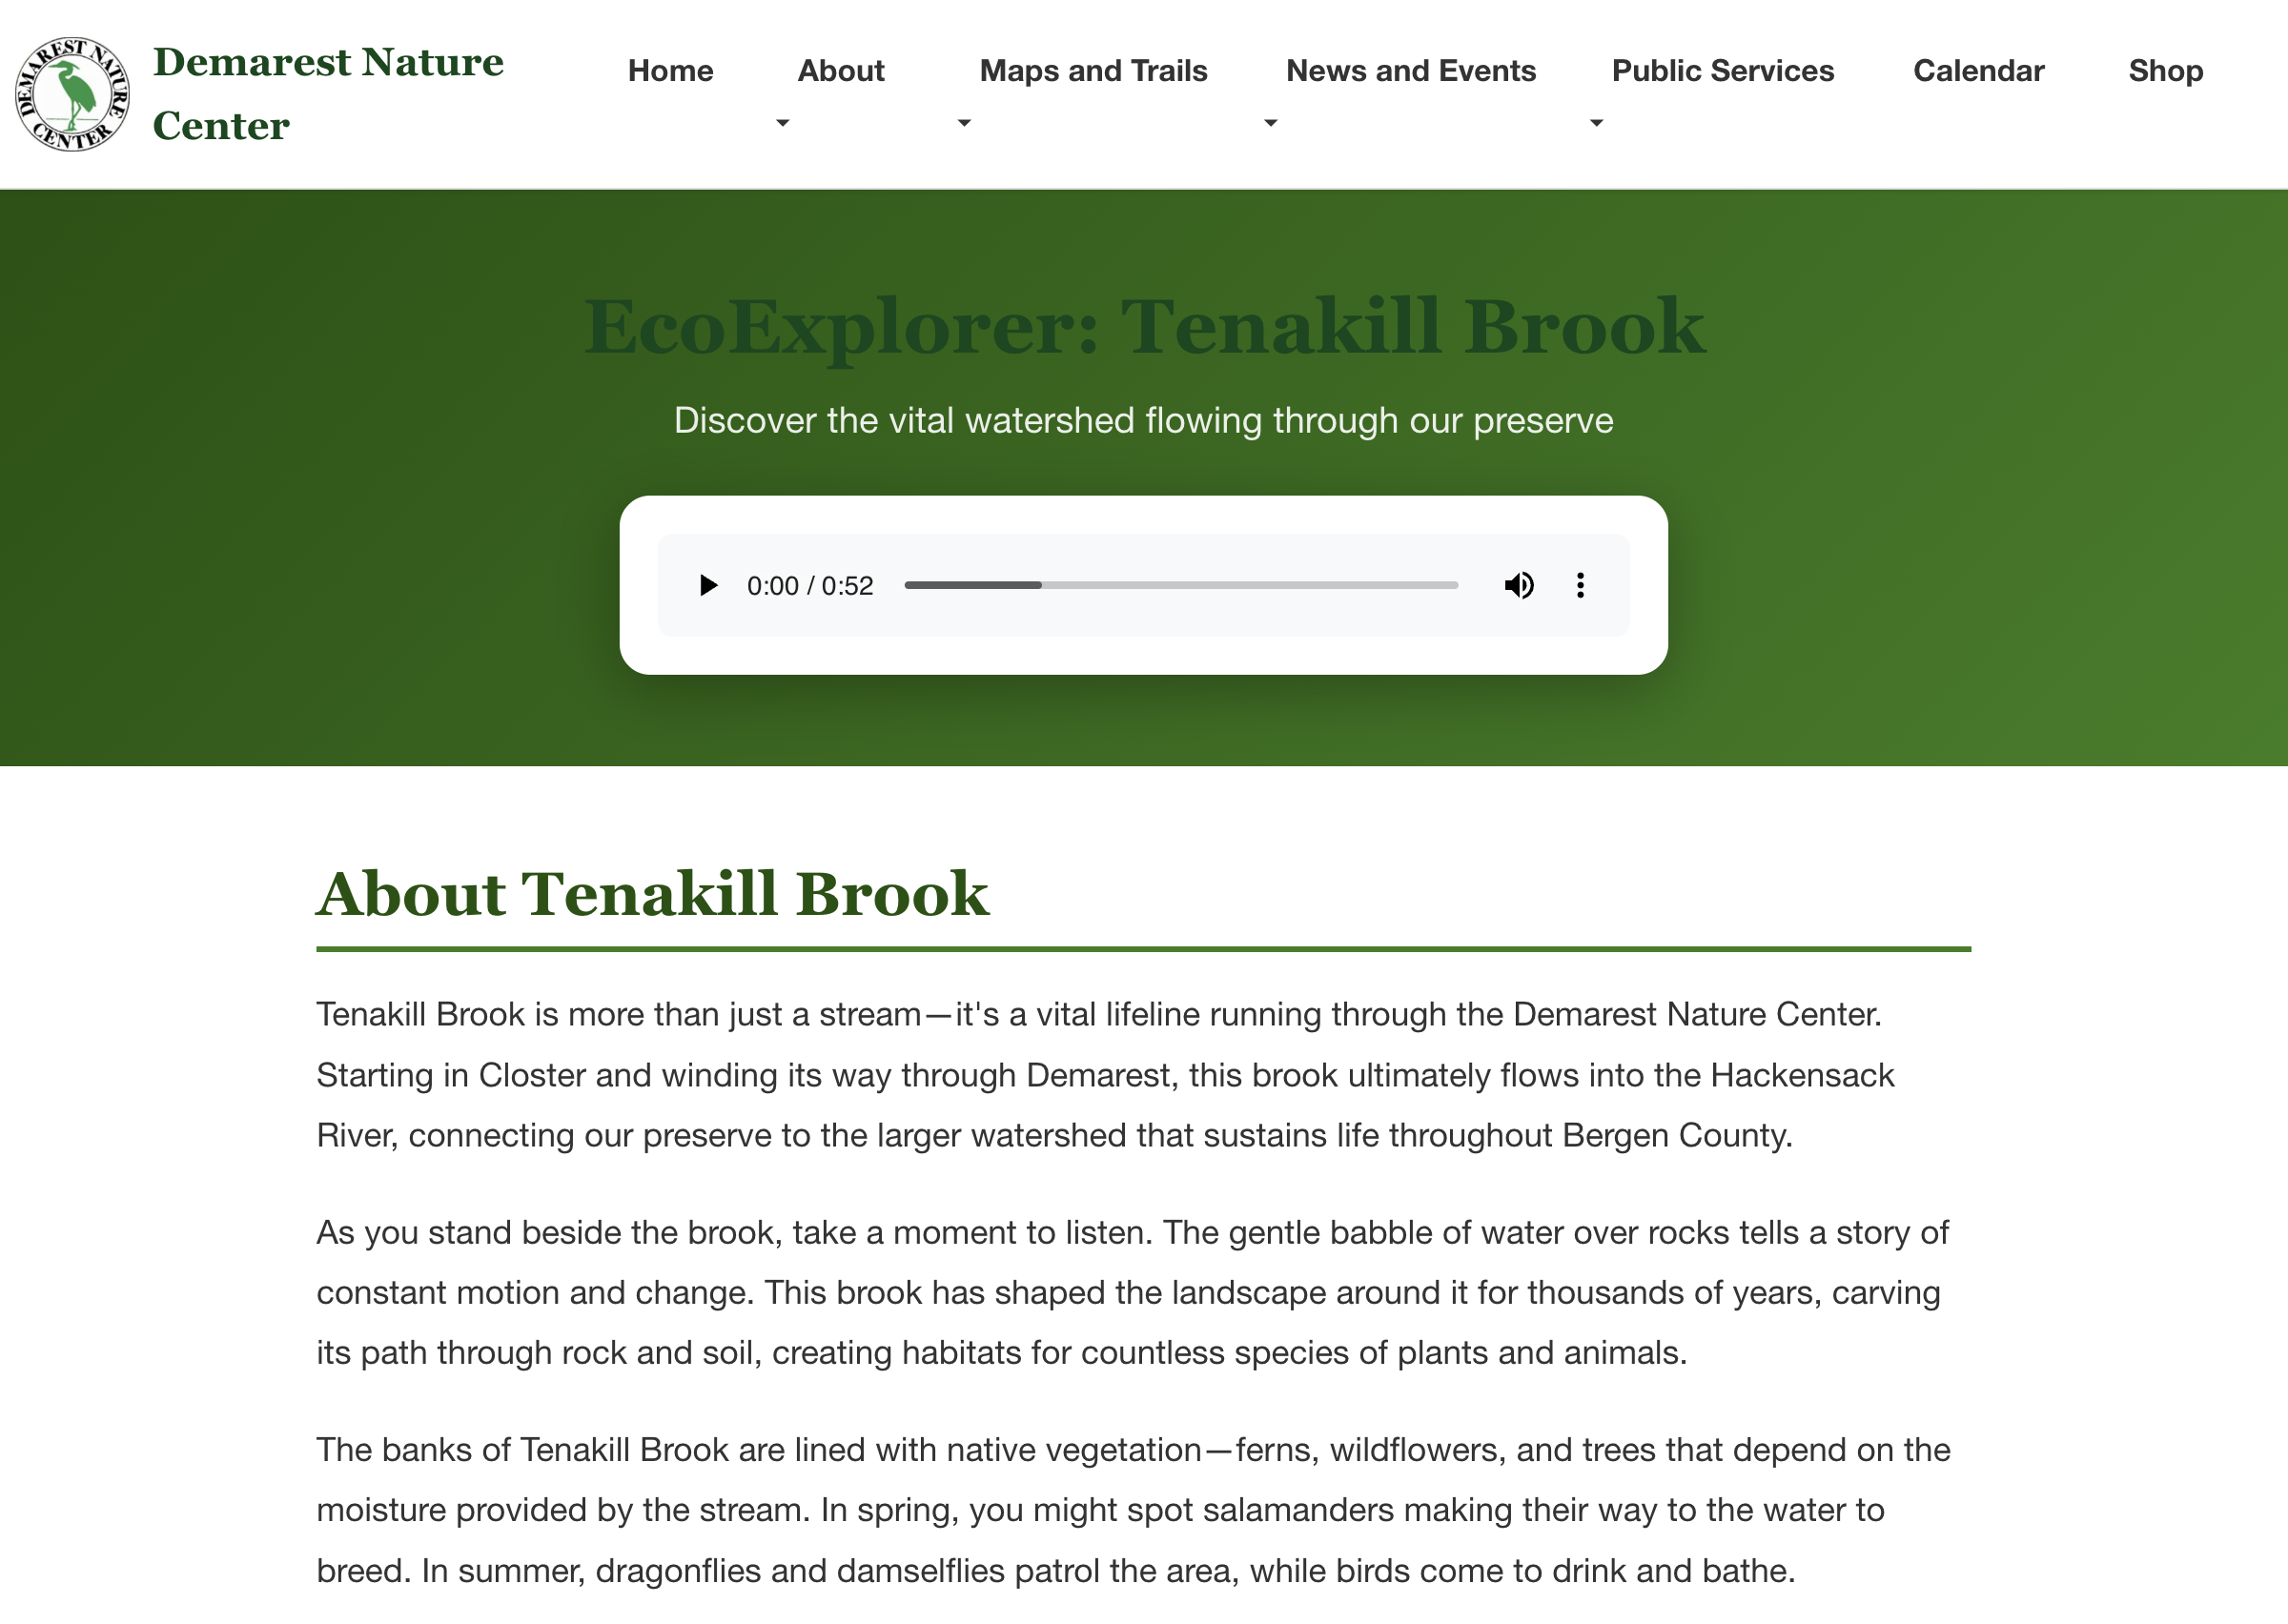 DEMAREST NATURE CENTER
Demarest Nature
Center
Home
About
Maps and Trails
News and Events
Public Services
Calendar
Shop
EcoExplorer: Tenakill Brook
Discover the vital watershed flowing through our preserve
0:00 / 0:52
About Tenakill Brook
Tenakill Brook is more than just a stream—it's a vital lifeline running through the Demarest Nature Center.
Starting in Closter and winding its way through Demarest, this brook ultimately flows into the Hackensack
River, connecting our preserve to the larger watershed that sustains life throughout Bergen County.
As you stand beside the brook, take a moment to listen. The gentle babble of water over rocks tells a story of
constant motion and change. This brook has shaped the landscape around it for thousands of years, carving
its path through rock and soil, creating habitats for countless species of plants and animals.
The banks of Tenakill Brook are lined with native vegetation—ferns, wildflowers, and trees that depend on the
moisture provided by the stream. In spring, you might spot salamanders making their way to the water to
breed. In summer, dragonflies and damselflies patrol the area, while birds come to drink and bathe.